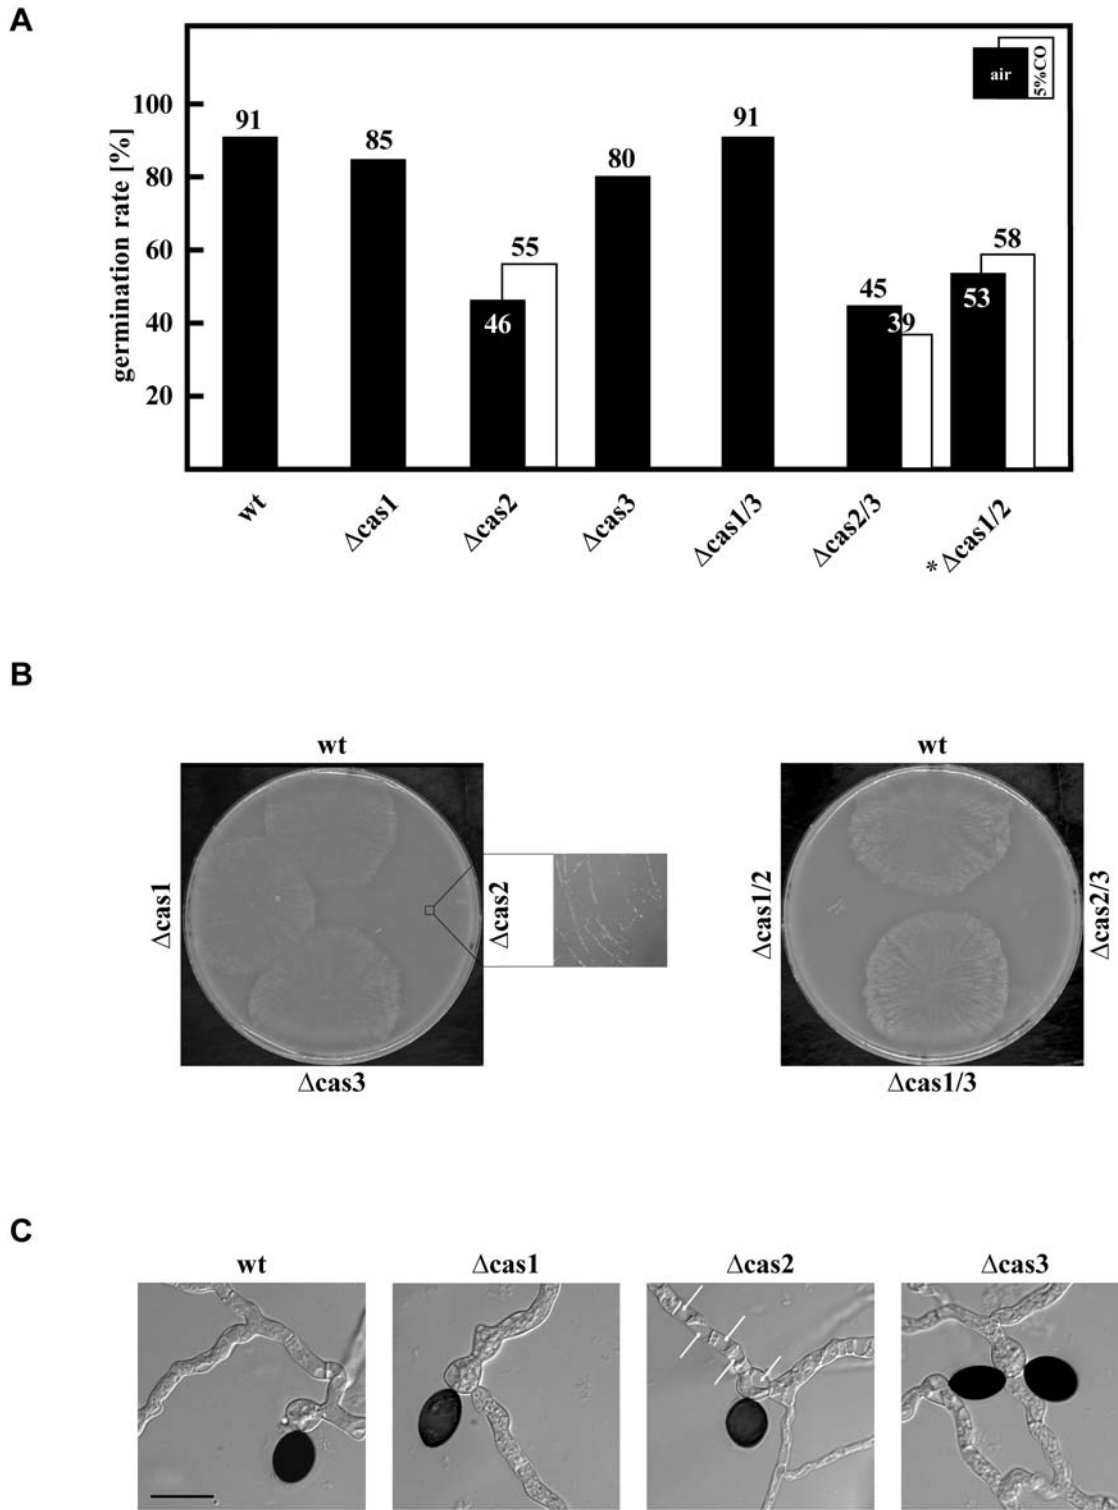 A
germination rate [%]
100
80
60
40
20
91
85
46
55
80
91
45
39
53
58
air
5%CO
wt
Δcas1
Δcas2
Δcas3
Δcas1/3
Δcas2/3
* Δcas1/2
B
wt
Δcas1
Δcas2
Δcas3
wt
Δcas1/2
Δcas2/3
Δcas1/3
C
wt
Δcas1
Δcas2
Δcas3